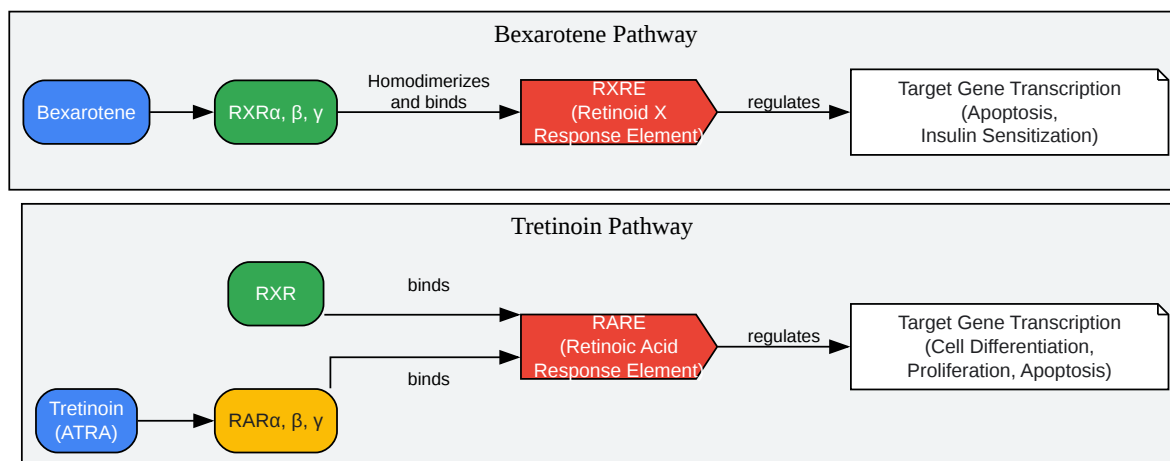 Bexarotene Pathway
Bexarotene
RXRα, β, γ
Homodimerizes
and binds
RXRE
(Retinoid X
Response Element)
regulates
Target Gene Transcription
(Apoptosis,
Insulin Sensitization)
Tretinoin Pathway
RXR
binds
Tretinoin
(ATRA)
RARα, β, γ
binds
RARE
(Retinoic Acid
Response Element)
regulates
Target Gene Transcription
(Cell Differentiation,
Proliferation, Apoptosis)